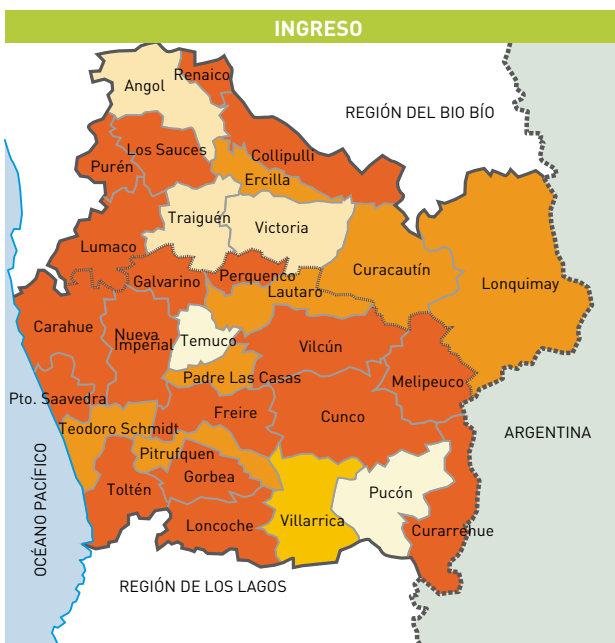 INGRESO
Renaico
Angol
REGIÓN DEL BIO BÍO
Los Sauces
Collipulli
Purén
Ercilla
Traiguén
Victoria
Lumaco
Curacautín
Galvarino
Perquenco
Lonquimay
Lautaro
Carahue
Nueva
Imperial
Temuco
Vilcún
Padre Las Casas
Melipeuco
Pto. Saavedra
Freire
Cunco
Teodoro Schmidt
ARGENTINA
Pitrufquen
Gorbea
Toltén
Pucón
Loncoche
Villarrica
Curarrehue
OCÉANO PACÍFICO
REGIÓN DE LOS LAGOS